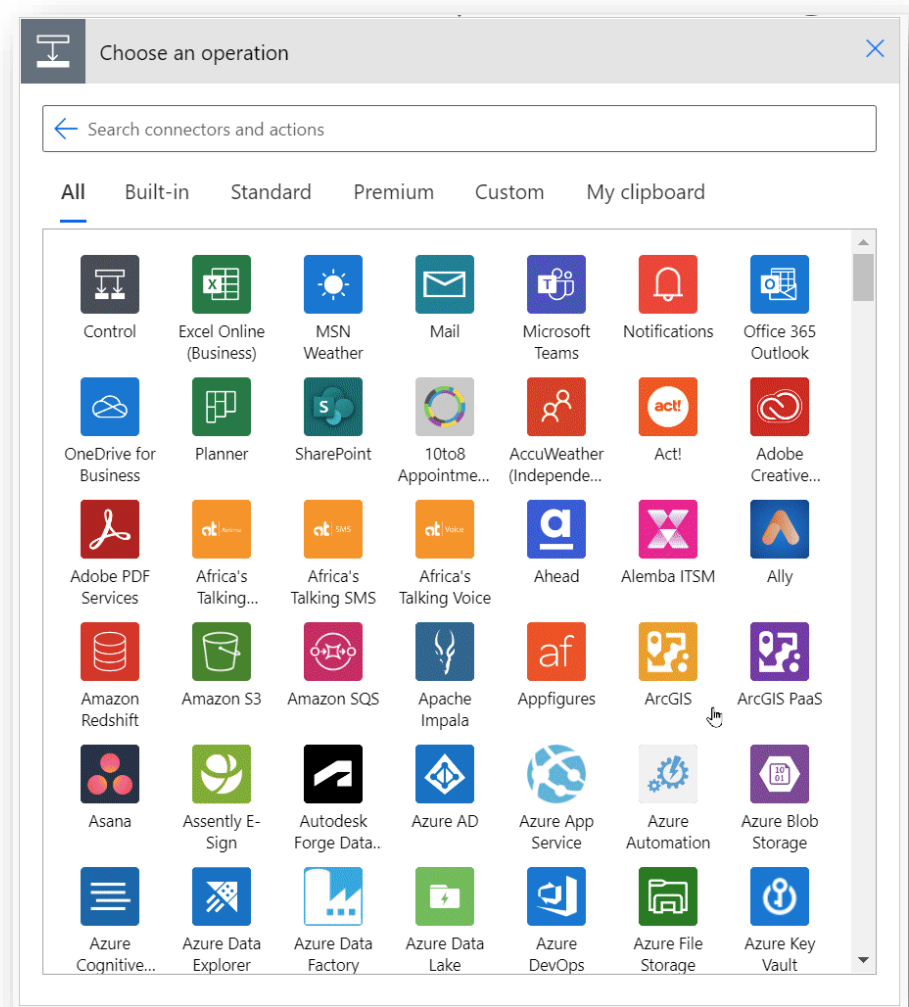 Choose an operation
Search connectors and actions
All Built-in Standard Premium Custom My clipboard
Control Excel Online MSN Mail Microsoft Notifications Office 365
(Business) Weather Teams Outlook
OneDrive for Planner SharePoint 10to8 AccuWeather Act! Adobe
Business Appointme... (Independe... Creative...
Adobe PDF Africa's Africa's Africa's Ahead Alemba ITSM Ally
Services Talking... Talking SMS Talking Voice
Amazon Amazon S3 Amazon SQS Apache Appfigures ArcGIS ArcGIS PaaS
Redshift Impala
Asana Assently E- Autodesk Azure AD Azure App Azure Azure Blob
Sign Forge Data.. Service Automation Storage
Azure Azure Data Azure Data Azure Data Azure Azure File Azure Key
Cognitive... Explorer Factory Lake DevOps Storage Vault